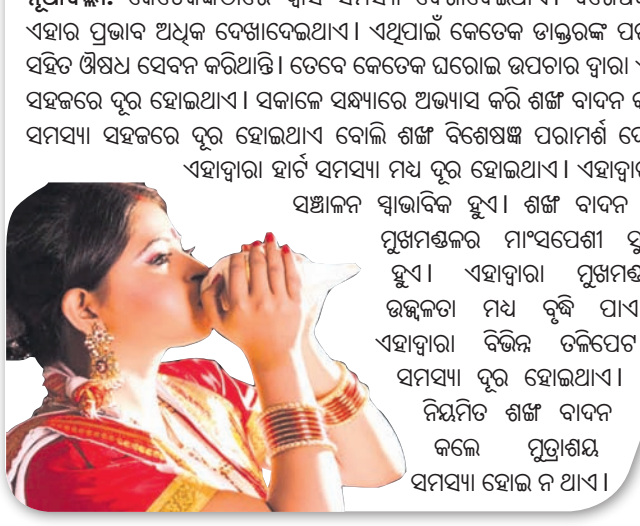 ଏହାର ପ୍ରଭାବ ଅଧିକ ଦେଖାଦେଇଥାଏ। ଏଥିପାଇଁ କେତେକ ଡାକ୍ତରଙ୍କ
ସହିତ ଔଷଧ ସେବନ କରିଥାନ୍ତି। ତେବେ କେତେକ ଘରୋଇ ଉପଚାର ଦ୍ୱାରା
ସହଜରେ ଦୂର ହୋଇଥାଏ। ସକାଳେ ସନ୍ଧ୍ୟାରେ ଅଭ୍ୟାସ କରି ଶଙ୍ଖ ବାଦନ
ସମସ୍ୟା ସହଜରେ ଦୂର ହୋଇଥାଏ ବୋଲି ଶଙ୍ଖ ବିଶେଷଜ୍ଞ ପରାମର୍ଶ
ଏହାଦ୍ୱାରା ହାର୍ଟ ସମସ୍ୟା ମଧ୍ୟ ଦୂର ହୋଇଥାଏ।
ସଞ୍ଚାଳନ ସ୍ୱାଭାବିକ ହୁଏ। ଶଙ୍ଖ ବାଦନ
ମୁଖମଣ୍ଡଳର ମାଂସପେଶୀ
ହୁଏ। ଏହାଦ୍ୱାରା
ଉଜ୍ଜ୍ୱଳତା ମଧ୍ୟ ବୃଦ୍ଧି ପାଏ
ଏହାଦ୍ୱାରା ବିଭିନ୍ନ ତଳିପେଟ
ସମସ୍ୟା ଦୂର ହୋଇଥାଏ।
ନିୟମିତ ଶଙ୍ଖ ବାଦନ
କଲେ ମୁତ୍ରାଶୟ
ସମସ୍ୟା ହୋଇ ନ ଥାଏ।